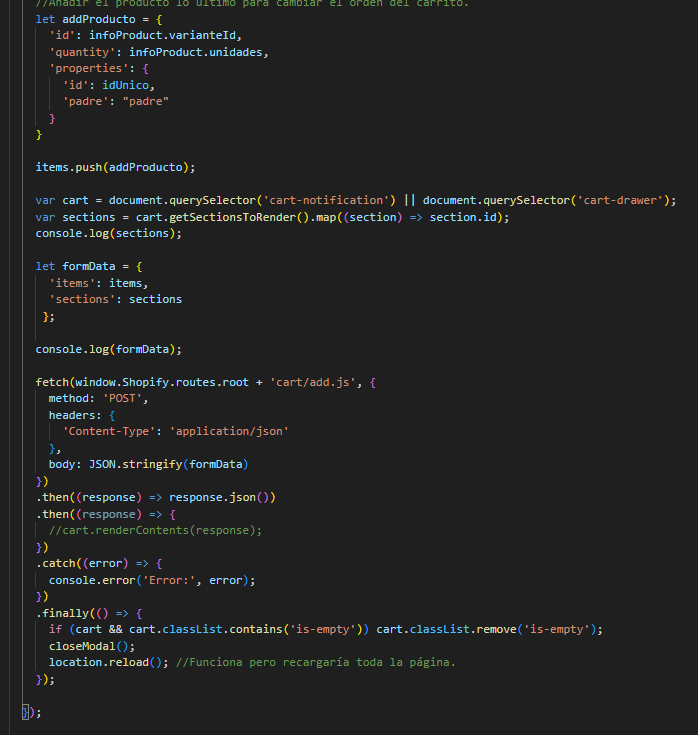 //Añadir el producto lo último para cambiar el orden del carrito.
let addProducto = {
'id': infoProduct.varianteId,
'quantity': infoProduct.unidades,
'properties': {
'id': idUnico,
'padre': "padre"
}
}
items.push(addProducto);
var cart = document.querySelector('cart-notification') || document.querySelector('cart-drawer');
var sections = cart.getSectionsToRender().map((section) => section.id);
console.log(sections);
let formData = {
'items': items,
'sections': sections
};
console.log(formData);
fetch(window.Shopify.routes.root + 'cart/add.js', {
method: 'POST',
headers: {
'Content-Type': 'application/json'
},
body: JSON.stringify(formData)
})
.then((response) => response.json())
.then((response) => {
//cart.renderContents(response);
})
.catch((error) => {
console.error('Error:', error);
})
.finally(() => {
if (cart && cart.classList.contains('is-empty')) cart.classList.remove('is-empty');
closeModal();
location.reload(); //Funciona pero recargaría toda la página.
});
});